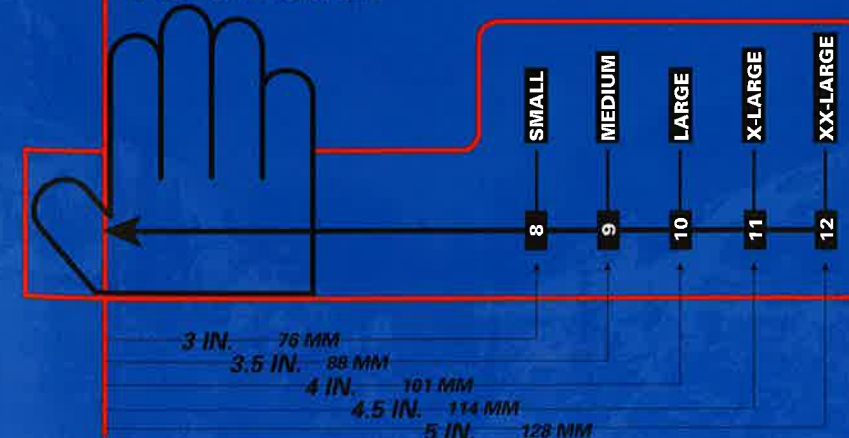 SMALL
MEDIUM
LARGE
X-LARGE
XX-LARGE
8
9
10
11
12
3 IN. 76 MM
3.5 IN. 88 MM
4 IN. 101 MM
4.5 IN. 114 MM
5 IN. 128 MM